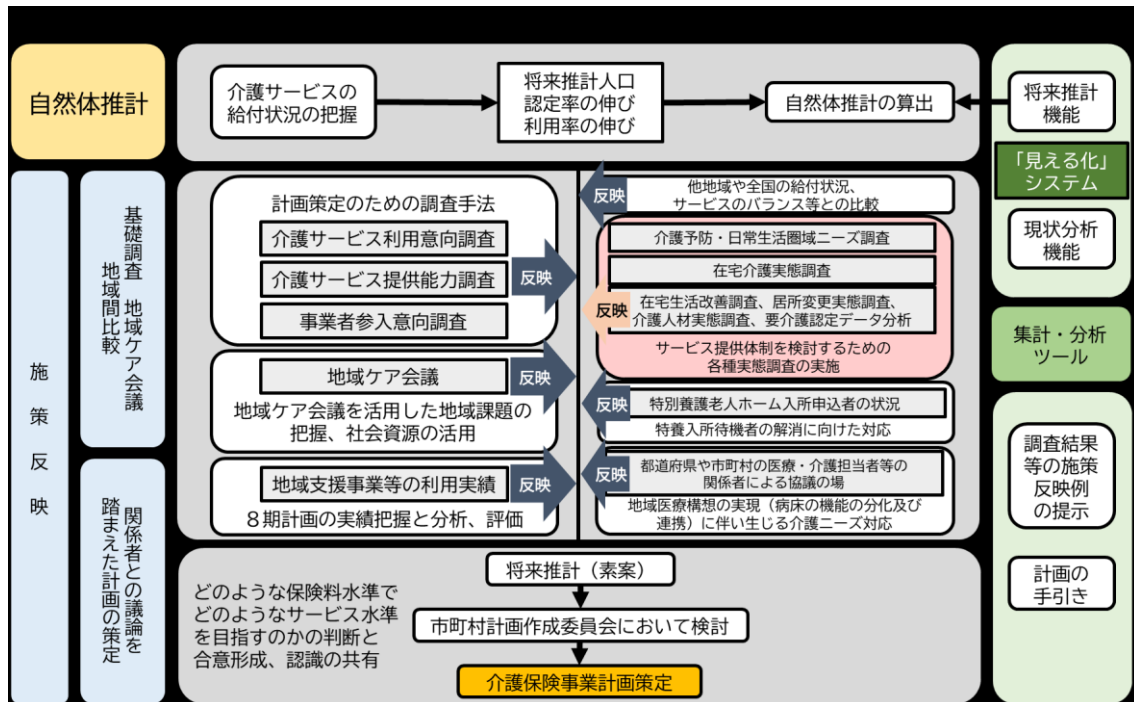 自然体推計
介護サービスの
給付状況の把握
将来推計人口
認定率の伸び
利用率の伸び
自然体推計の算出
将来推計
機能
「見える化」
システム
現状分析
機能
集計・分析
ツール
調査結果
等の施策
反映例
の提示
計画の
手引き
施策反映
基礎調査　地域ケア会議
地域間比較
関係者との議論を
踏まえた計画の策定
計画策定のための調査手法
介護サービス利用意向調査
介護サービス提供能力調査
事業者参入意向調査
反映
地域ケア会議
反映
地域ケア会議を活用した地域課題の
把握、社会資源の活用
地域支援事業等の利用実績
反映
８期計画の実績把握と分析、評価
反映
他地域や全国の給付状況、
サービスのバランス等との比較
介護予防・日常生活圏域ニーズ調査
在宅介護実態調査
反映
在宅生活改善調査、居所変更実態調査、
介護人材実態調査、要介護認定データ分析
サービス提供体制を検討するための
各種実態調査の実施
反映
特別養護老人ホーム入所申込者の状況
特養入所待機者の解消に向けた対応
反映
都道府県や市町村の医療・介護担当者等の
関係者による協議の場
地域医療構想の実現（病床の機能の分化及び
連携）に伴い生じる介護ニーズ対応
どのような保険料水準で
どのようなサービス水準
を目指すのかの判断と
合意形成、認識の共有
将来推計（素案）
市町村計画作成委員会において検討
介護保険事業計画策定